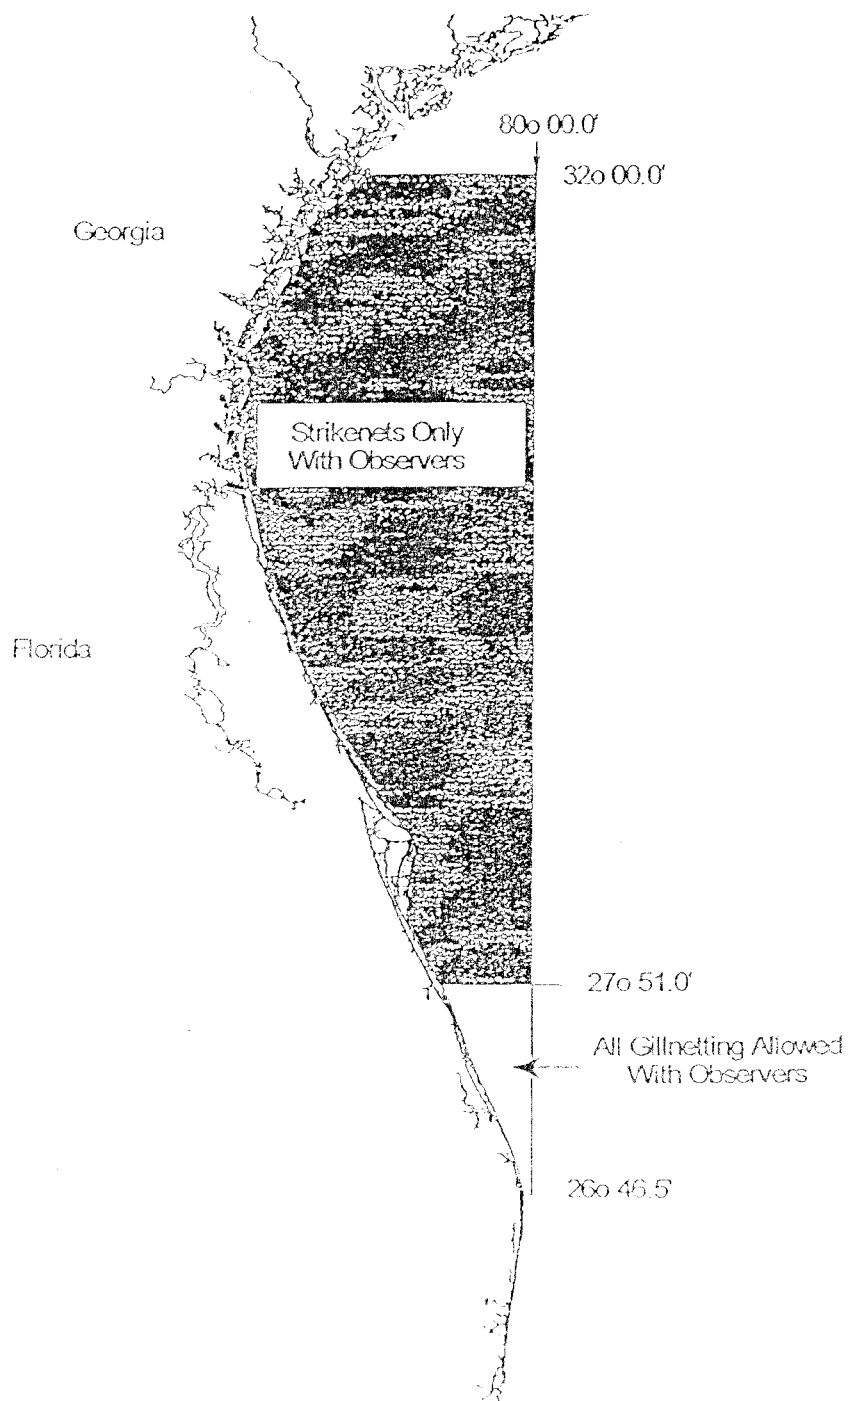 80o 00.0'
32o 00.0'
Georgia
Strikenets Only
With Observers
Florida
27o 51.0'
All Gillnetting Allowed
With Observers
26o 46.5'